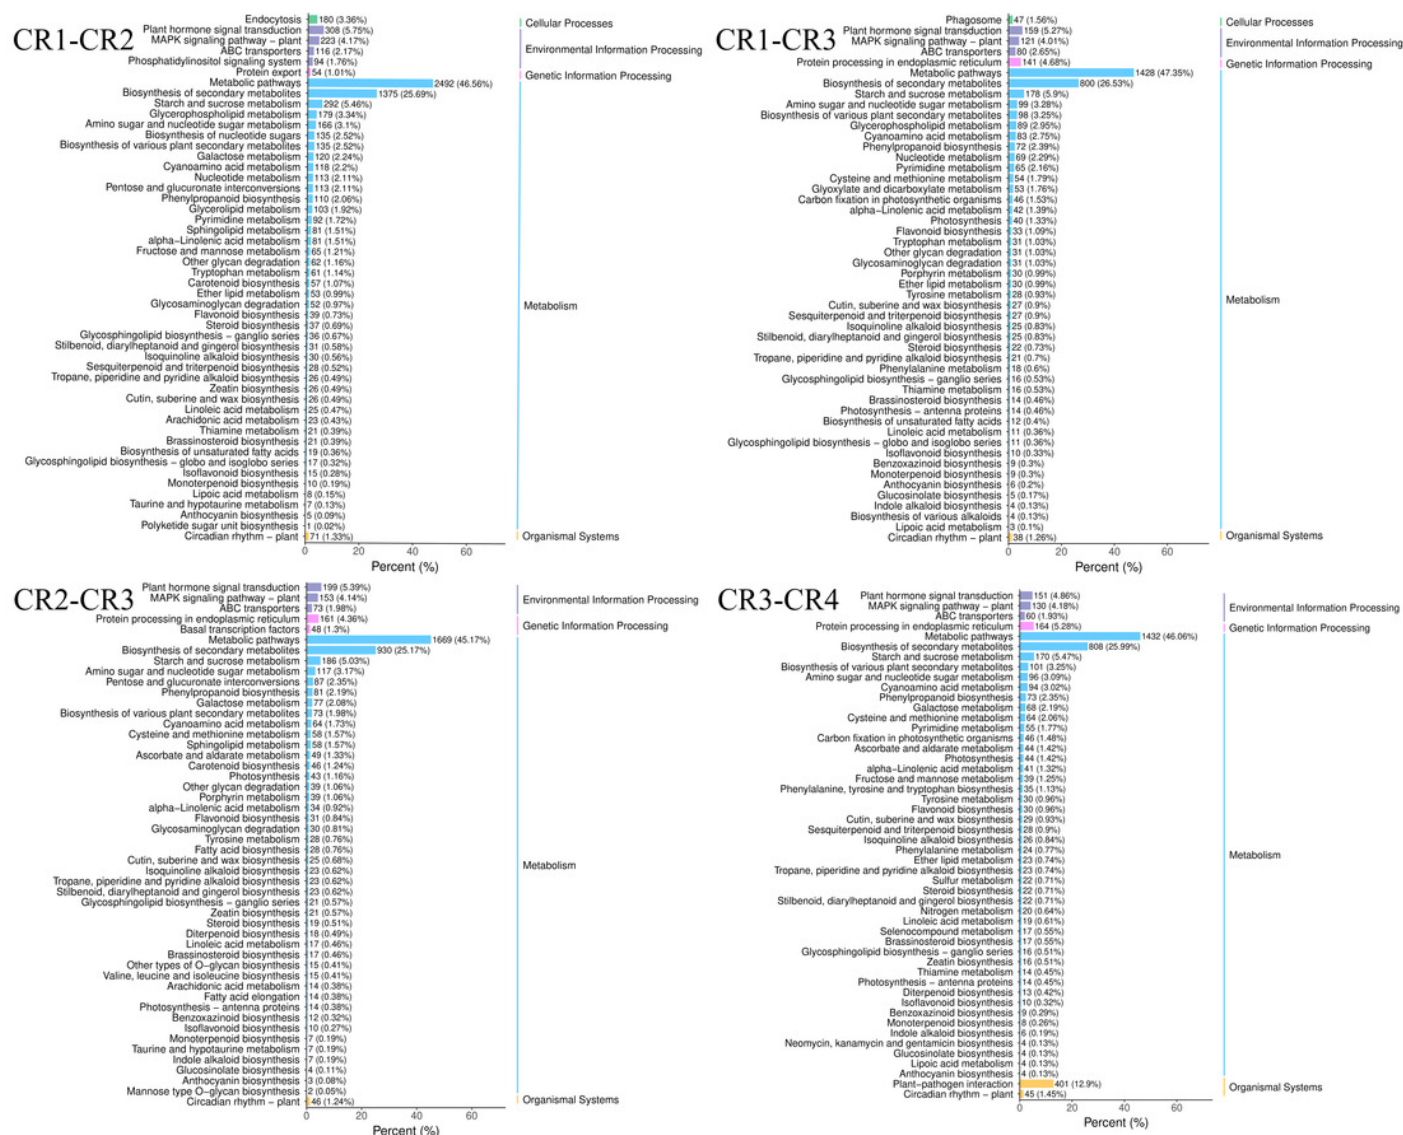 CR1-CR2
Endocytosis 180 (3.36%)
Plant hormone signal transduction 308 (5.75%)
MAPK signaling pathway − plant 223 (4.17%)
ABC transporters 116 (2.17%)
Phosphatidylinositol signaling system 94 (1.76%)
Protein export 54 (1.01%)
Metabolic pathways 2492 (46.56%)
Biosynthesis of secondary metabolites 1375 (25.69%)
Starch and sucrose metabolism 292 (5.46%)
Glycerophospholipid metabolism 179 (3.34%)
Amino sugar and nucleotide sugar metabolism 166 (3.1%)
Biosynthesis of nucleotide sugars 135 (2.52%)
Biosynthesis of various plant secondary metabolites 135 (2.52%)
Galactose metabolism 120 (2.24%)
Cyanoamino acid metabolism 118 (2.2%)
Nucleotide metabolism 113 (2.11%)
Pentose and glucuronate interconversions 113 (2.11%)
Phenylpropanoid biosynthesis 110 (2.06%)
Glycerolipid metabolism 103 (1.92%)
Pyrimidine metabolism 92 (1.72%)
Sphingolipid metabolism 81 (1.51%)
alpha−Linolenic acid metabolism 81 (1.51%)
Fructose and mannose metabolism 65 (1.21%)
Other glycan degradation 62 (1.16%)
Tryptophan metabolism 61 (1.14%)
Carotenoid biosynthesis 57 (1.07%)
Ether lipid metabolism 53 (0.99%)
Glycosaminoglycan degradation 52 (0.97%)
Flavonoid biosynthesis 39 (0.73%)
Steroid biosynthesis 37 (0.69%)
Glycosphingolipid biosynthesis − ganglio series 36 (0.67%)
Stilbenoid, diarylheptanoid and gingerol biosynthesis 31 (0.58%)
Isoquinoline alkaloid biosynthesis 30 (0.56%)
Sesquiterpenoid and triterpenoid biosynthesis 28 (0.52%)
Tropane, piperidine and pyridine alkaloid biosynthesis 26 (0.49%)
Zeatin biosynthesis 26 (0.49%)
Cutin, suberine and wax biosynthesis 26 (0.49%)
Linoleic acid metabolism 25 (0.47%)
Arachidonic acid metabolism 23 (0.43%)
Thiamine metabolism 21 (0.39%)
Brassinosteroid biosynthesis 21 (0.39%)
Biosynthesis of unsaturated fatty acids 19 (0.36%)
Glycosphingolipid biosynthesis − globo and isoglobo series 17 (0.32%)
Isoflavonoid biosynthesis 15 (0.28%)
Monoterpenoid biosynthesis 10 (0.19%)
Lipoic acid metabolism 8 (0.15%)
Taurine and hypotaurine metabolism 7 (0.13%)
Anthocyanin biosynthesis 5 (0.09%)
Polyketide sugar unit biosynthesis 1 (0.02%)
Circadian rhythm − plant 71 (1.33%)
0 20 40 60
Percent (%)
Cellular Processes
Environmental Information Processing
Genetic Information Processing
Metabolism
Organismal Systems
CR1-CR3
Phagosome 47 (1.56%)
Plant hormone signal transduction 159 (5.27%)
MAPK signaling pathway − plant 121 (4.01%)
ABC transporters 80 (2.65%)
Protein processing in endoplasmic reticulum 141 (4.68%)
Metabolic pathways 1428 (47.35%)
Biosynthesis of secondary metabolites 800 (26.53%)
Starch and sucrose metabolism 178 (5.9%)
Amino sugar and nucleotide sugar metabolism 99 (3.28%)
Biosynthesis of various plant secondary metabolites 98 (3.25%)
Glycerophospholipid metabolism 89 (2.95%)
Cyanoamino acid metabolism 83 (2.75%)
Phenylpropanoid biosynthesis 72 (2.39%)
Nucleotide metabolism 69 (2.29%)
Pyrimidine metabolism 65 (2.16%)
Cysteine and methionine metabolism 54 (1.79%)
Glyoxylate and dicarboxylate metabolism 53 (1.76%)
Carbon fixation in photosynthetic organisms 46 (1.53%)
alpha−Linolenic acid metabolism 42 (1.39%)
Photosynthesis 40 (1.33%)
Flavonoid biosynthesis 33 (1.09%)
Tryptophan metabolism 31 (1.03%)
Other glycan degradation 31 (1.03%)
Glycosaminoglycan degradation 31 (1.03%)
Porphyrin metabolism 30 (0.99%)
Ether lipid metabolism 30 (0.99%)
Tyrosine metabolism 28 (0.93%)
Cutin, suberine and wax biosynthesis 27 (0.9%)
Sesquiterpenoid and triterpenoid biosynthesis 27 (0.9%)
Isoquinoline alkaloid biosynthesis 25 (0.83%)
Stilbenoid, diarylheptanoid and gingerol biosynthesis 25 (0.83%)
Steroid biosynthesis 22 (0.73%)
Tropane, piperidine and pyridine alkaloid biosynthesis 21 (0.7%)
Phenylalanine metabolism 18 (0.6%)
Glycosphingolipid biosynthesis − ganglio series 16 (0.53%)
Thiamine metabolism 16 (0.53%)
Brassinosteroid biosynthesis 14 (0.46%)
Photosynthesis − antenna proteins 14 (0.46%)
Biosynthesis of unsaturated fatty acids 12 (0.4%)
Linoleic acid metabolism 11 (0.36%)
Glycosphingolipid biosynthesis − globo and isoglobo series 11 (0.36%)
Isoflavonoid biosynthesis 10 (0.33%)
Benzoxazinoid biosynthesis 9 (0.3%)
Monoterpenoid biosynthesis 9 (0.3%)
Anthocyanin biosynthesis 6 (0.2%)
Glucosinolate biosynthesis 5 (0.17%)
Indole alkaloid biosynthesis 4 (0.13%)
Biosynthesis of various alkaloids 4 (0.13%)
Lipoic acid metabolism 3 (0.1%)
Circadian rhythm − plant 38 (1.26%)
0 20 40 60
Percent (%)
Cellular Processes
Environmental Information Processing
Genetic Information Processing
Metabolism
Organismal Systems
CR2-CR3
Plant hormone signal transduction 199 (5.39%)
MAPK signaling pathway − plant 153 (4.14%)
ABC transporters 73 (1.98%)
Protein processing in endoplasmic reticulum 161 (4.36%)
Basal transcription factors 48 (1.3%)
Metabolic pathways 1669 (45.17%)
Biosynthesis of secondary metabolites 930 (25.17%)
Starch and sucrose metabolism 186 (5.03%)
Amino sugar and nucleotide sugar metabolism 117 (3.17%)
Pentose and glucuronate interconversions 87 (2.35%)
Phenylpropanoid biosynthesis 81 (2.19%)
Galactose metabolism 77 (2.08%)
Biosynthesis of various plant secondary metabolites 73 (1.98%)
Cyanoamino acid metabolism 64 (1.73%)
Cysteine and methionine metabolism 58 (1.57%)
Sphingolipid metabolism 58 (1.57%)
Ascorbate and aldarate metabolism 49 (1.33%)
Carotenoid biosynthesis 46 (1.24%)
Photosynthesis 43 (1.16%)
Other glycan degradation 39 (1.06%)
Porphyrin metabolism 39 (1.06%)
alpha−Linolenic acid metabolism 34 (0.92%)
Flavonoid biosynthesis 31 (0.84%)
Glycosaminoglycan degradation 30 (0.81%)
Tyrosine metabolism 28 (0.76%)
Fatty acid biosynthesis 28 (0.76%)
Cutin, suberine and wax biosynthesis 25 (0.68%)
Isoquinoline alkaloid biosynthesis 23 (0.62%)
Tropane, piperidine and pyridine alkaloid biosynthesis 23 (0.62%)
Stilbenoid, diarylheptanoid and gingerol biosynthesis 23 (0.62%)
Glycosphingolipid biosynthesis − ganglio series 21 (0.57%)
Zeatin biosynthesis 21 (0.57%)
Steroid biosynthesis 19 (0.51%)
Diterpenoid biosynthesis 18 (0.49%)
Linoleic acid metabolism 17 (0.46%)
Brassinosteroid biosynthesis 17 (0.46%)
Other types of O−glycan biosynthesis 15 (0.41%)
Valine, leucine and isoleucine biosynthesis 15 (0.41%)
Arachidonic acid metabolism 14 (0.38%)
Fatty acid elongation 14 (0.38%)
Photosynthesis − antenna proteins 14 (0.38%)
Benzoxazinoid biosynthesis 12 (0.32%)
Isoflavonoid biosynthesis 10 (0.27%)
Monoterpenoid biosynthesis 7 (0.19%)
Taurine and hypotaurine metabolism 7 (0.19%)
Indole alkaloid biosynthesis 7 (0.19%)
Glucosinolate biosynthesis 4 (0.11%)
Anthocyanin biosynthesis 3 (0.08%)
Mannose type O−glycan biosynthesis 2 (0.05%)
Circadian rhythm − plant 46 (1.24%)
0 20 40 60
Percent (%)
Environmental Information Processing
Genetic Information Processing
Metabolism
Organismal Systems
CR3-CR4
Plant hormone signal transduction 151 (4.86%)
MAPK signaling pathway − plant 130 (4.18%)
ABC transporters 60 (1.93%)
Protein processing in endoplasmic reticulum 164 (5.28%)
Metabolic pathways 1432 (46.06%)
Biosynthesis of secondary metabolites 808 (25.99%)
Starch and sucrose metabolism 170 (5.47%)
Biosynthesis of various plant secondary metabolites 101 (3.25%)
Amino sugar and nucleotide sugar metabolism 96 (3.09%)
Cyanoamino acid metabolism 94 (3.02%)
Phenylpropanoid biosynthesis 73 (2.35%)
Galactose metabolism 68 (2.19%)
Cysteine and methionine metabolism 64 (2.06%)
Pyrimidine metabolism 55 (1.77%)
Carbon fixation in photosynthetic organisms 46 (1.48%)
Ascorbate and aldarate metabolism 44 (1.42%)
Photosynthesis 44 (1.42%)
alpha−Linolenic acid metabolism 41 (1.32%)
Fructose and mannose metabolism 39 (1.25%)
Phenylalanine, tyrosine and tryptophan biosynthesis 35 (1.13%)
Tyrosine metabolism 30 (0.96%)
Flavonoid biosynthesis 30 (0.96%)
Cutin, suberine and wax biosynthesis 29 (0.93%)
Sesquiterpenoid and triterpenoid biosynthesis 28 (0.9%)
Isoquinoline alkaloid biosynthesis 26 (0.84%)
Phenylalanine metabolism 24 (0.77%)
Ether lipid metabolism 23 (0.74%)
Tropane, piperidine and pyridine alkaloid biosynthesis 23 (0.74%)
Sulfur metabolism 22 (0.71%)
Steroid biosynthesis 22 (0.71%)
Stilbenoid, diarylheptanoid and gingerol biosynthesis 22 (0.71%)
Nitrogen metabolism 20 (0.64%)
Linoleic acid metabolism 19 (0.61%)
Selenocompound metabolism 17 (0.55%)
Brassinosteroid biosynthesis 17 (0.55%)
Glycosphingolipid biosynthesis − ganglio series 16 (0.51%)
Zeatin biosynthesis 16 (0.51%)
Thiamine metabolism 14 (0.45%)
Photosynthesis − antenna proteins 14 (0.45%)
Diterpenoid biosynthesis 13 (0.42%)
Isoflavonoid biosynthesis 10 (0.32%)
Benzoxazinoid biosynthesis 9 (0.29%)
Monoterpenoid biosynthesis 8 (0.26%)
Indole alkaloid biosynthesis 6 (0.19%)
Neomycin, kanamycin and gentamicin biosynthesis 4 (0.13%)
Glucosinolate biosynthesis 4 (0.13%)
Lipoic acid metabolism 4 (0.13%)
Anthocyanin biosynthesis 4 (0.13%)
Plant−pathogen interaction 401 (12.9%)
Circadian rhythm − plant 45 (1.45%)
0 20 40 60
Percent (%)
Environmental Information Processing
Genetic Information Processing
Metabolism
Organismal Systems